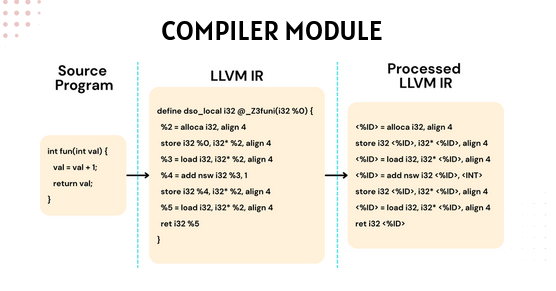 COMPILER MODULE
Source
Program
int fun(int val) {
val = val + 1;
return val;
}
LLVM IR
define dso_local i32 @_Z3funi(i32 %0) {
%2 = alloca i32, align 4
store i32 %0, i32* %2, align 4
%3 = load i32, i32* %2, align 4
%4 = add nsw i32 %3, 1
store i32 %4, i32* %2, align 4
%5 = load i32, i32* %2, align 4
ret i32 %5
}
Processed
LLVM IR
<%ID> = alloca i32, align 4
store i32 <%ID>, i32* <%ID>, align 4
<%ID> = load i32, i32* <%ID>, align 4
<%ID> = add nsw i32 <%ID>, <INT>
store i32 <%ID>, i32* <%ID>, align 4
<%ID> = load i32, i32* <%ID>, align 4
ret i32 <%ID>